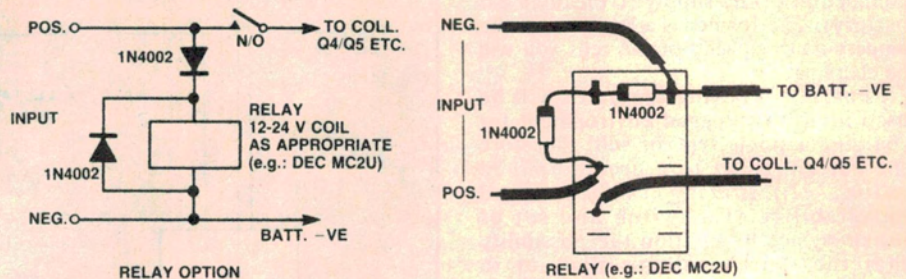 POS.
N/O
TO COLL.
Q4/Q5 ETC.
1N4002
INPUT
1N4002
RELAY
12-24 V COIL
AS APPROPRIATE
(e.g.: DEC MC2U)
NEG.
BATT. –VE
RELAY OPTION
NEG.
INPUT
1N4002
1N4002
TO BATT. –VE
TO COLL. Q4/Q5 ETC.
POS.
RELAY (e.g.: DEC MC2U)